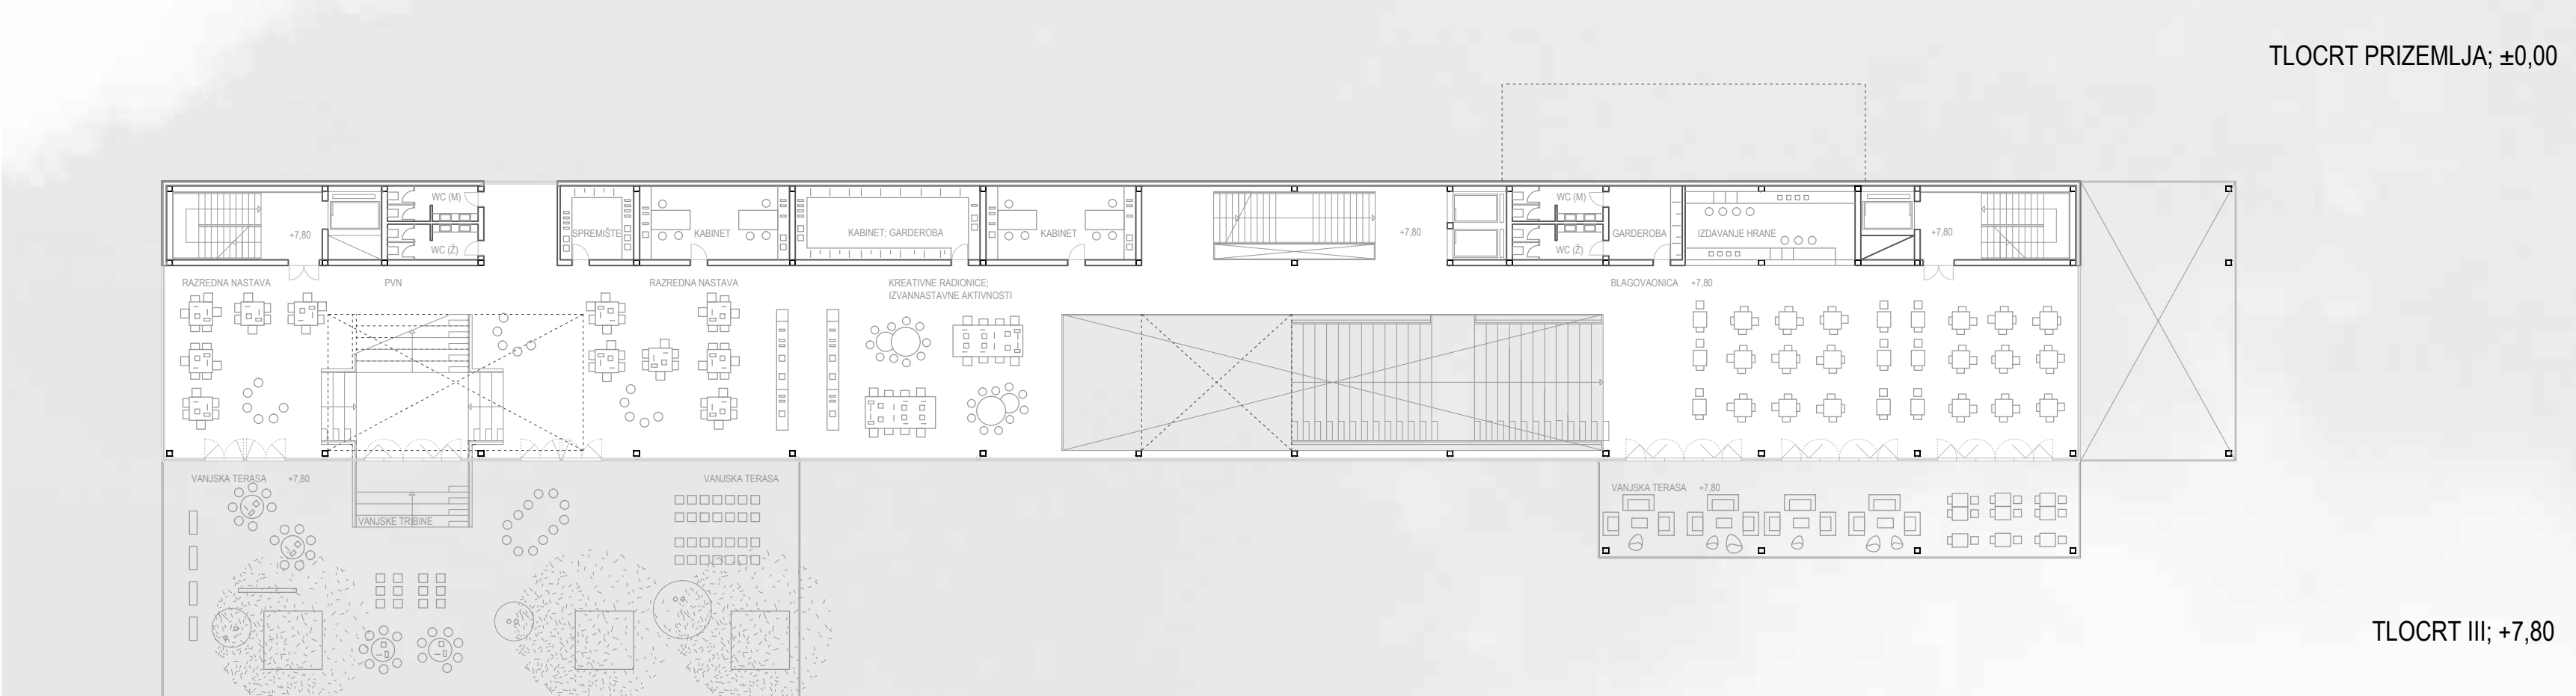 TLOCRT PRIZEMLJA; ±0,00
WC (M)
WC (M)
+7,80
SPREMIŠTE
KABINET
KABINET; GARDEROBA
KABINET
+7,80
GARDEROBA
IZDAVANJE HRANE
+7,80
WC (Ž)
WC (Ž)
RAZREDNA NASTAVA
PVN
RAZREDNA NASTAVA
KREATIVNE RADIONICE;
IZVANNASTAVNE AKTIVNOSTI
BLAGOVAONICA +7,80
VANJSKA TERASA +7,80
VANJSKA TERASA
VANJSKA TERASA +7,80
VANJSKE TRIBINE
TLOCRT III; +7,80